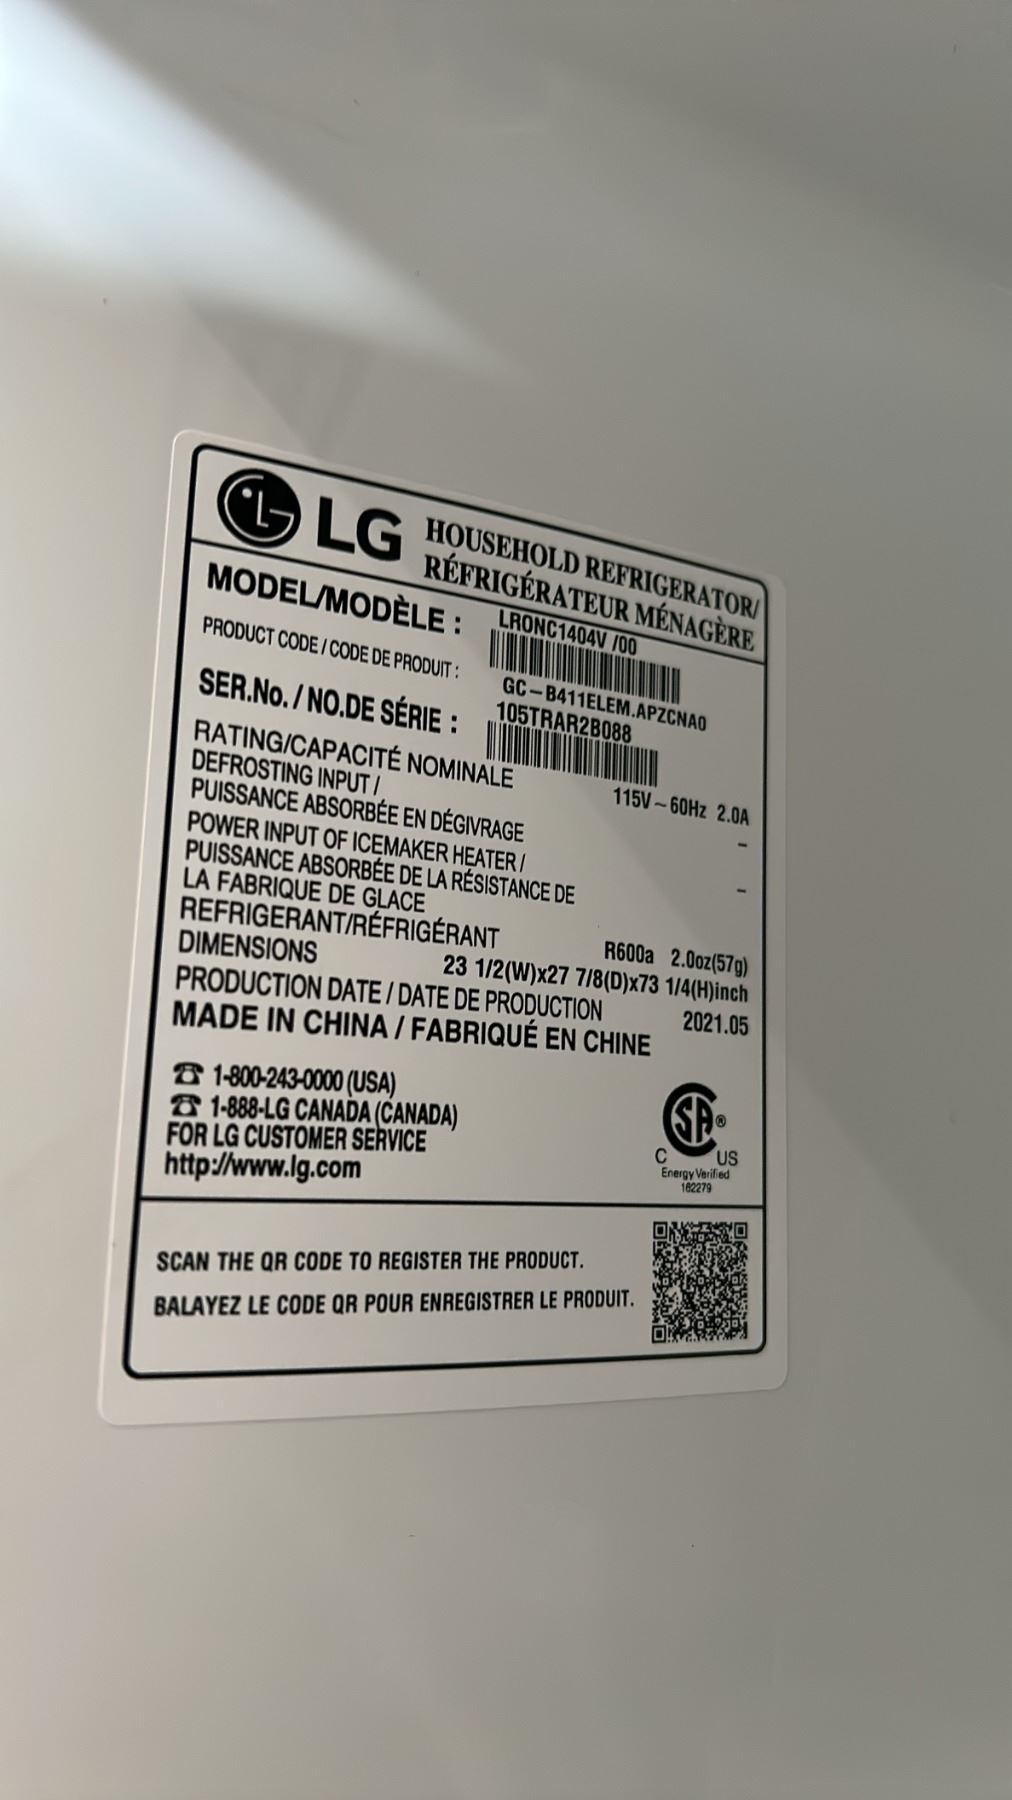 LG HOUSEHOLD REFRIGERATOR/
RÉFRIGÉRATEUR MÉNAGÈRE
MODEL/MODÈLE : LRONC1404V /00
PRODUCT CODE / CODE DE PRODUIT : GC-B411ELEM.APZCNA0
SER.No. / NO.DE SÉRIE : 105TRAR2B088
RATING/CAPACITÉ NOMINALE 115V~60Hz 2.0A
DEFROSTING INPUT /
PUISSANCE ABSORBÉE EN DÉGIVRAGE -
POWER INPUT OF ICEMAKER HEATER /
PUISSANCE ABSORBÉE DE LA RÉSISTANCE DE -
LA FABRIQUE DE GLACE
REFRIGERANT/RÉFRIGÉRANT R600a 2.0oz(57g)
DIMENSIONS 23 1/2(W)x27 7/8(D)x73 1/4(H)inch
PRODUCTION DATE / DATE DE PRODUCTION 2021.05
MADE IN CHINA / FABRIQUÉ EN CHINE
☎ 1-800-243-0000 (USA)
☎ 1-888-LG CANADA (CANADA)
FOR LG CUSTOMER SERVICE
http://www.lg.com
SA®
C US
Energy Verified
162279
SCAN THE QR CODE TO REGISTER THE PRODUCT.
BALAYEZ LE CODE QR POUR ENREGISTRER LE PRODUIT.